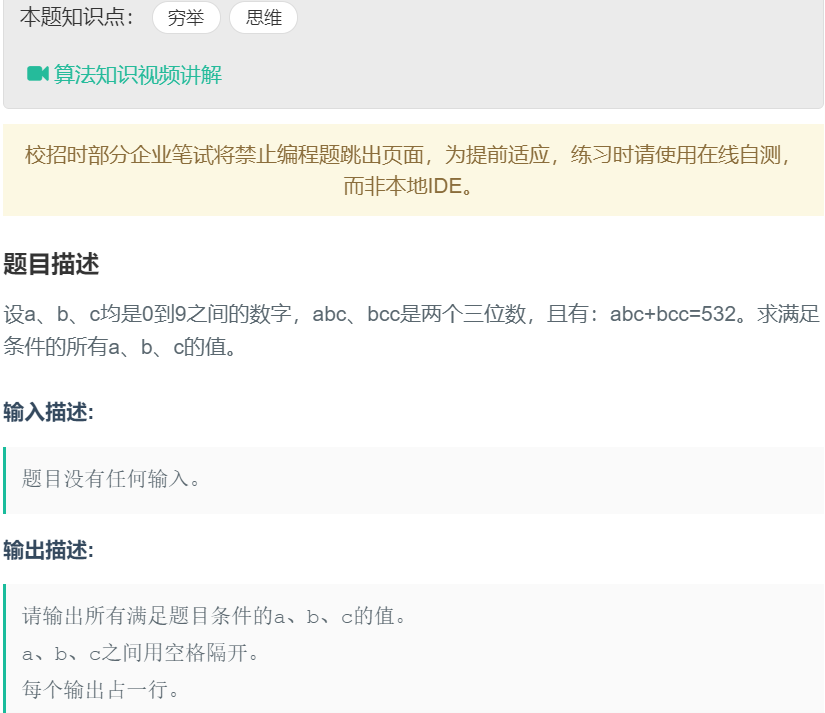 本题知识点： 穷举 思维
算法知识视频讲解
校招时部分企业笔试将禁止编程题跳出页面，为提前适应，练习时请使用在线自测，
而非本地IDE。
题目描述
设a、b、c均是0到9之间的数字，abc、bcc是两个三位数，且有：abc+bcc=532。求满足
条件的所有a、b、c的值。
输入描述:
题目没有任何输入。
输出描述:
请输出所有满足题目条件的a、b、c的值。
a、b、c之间用空格隔开。
每个输出占一行。